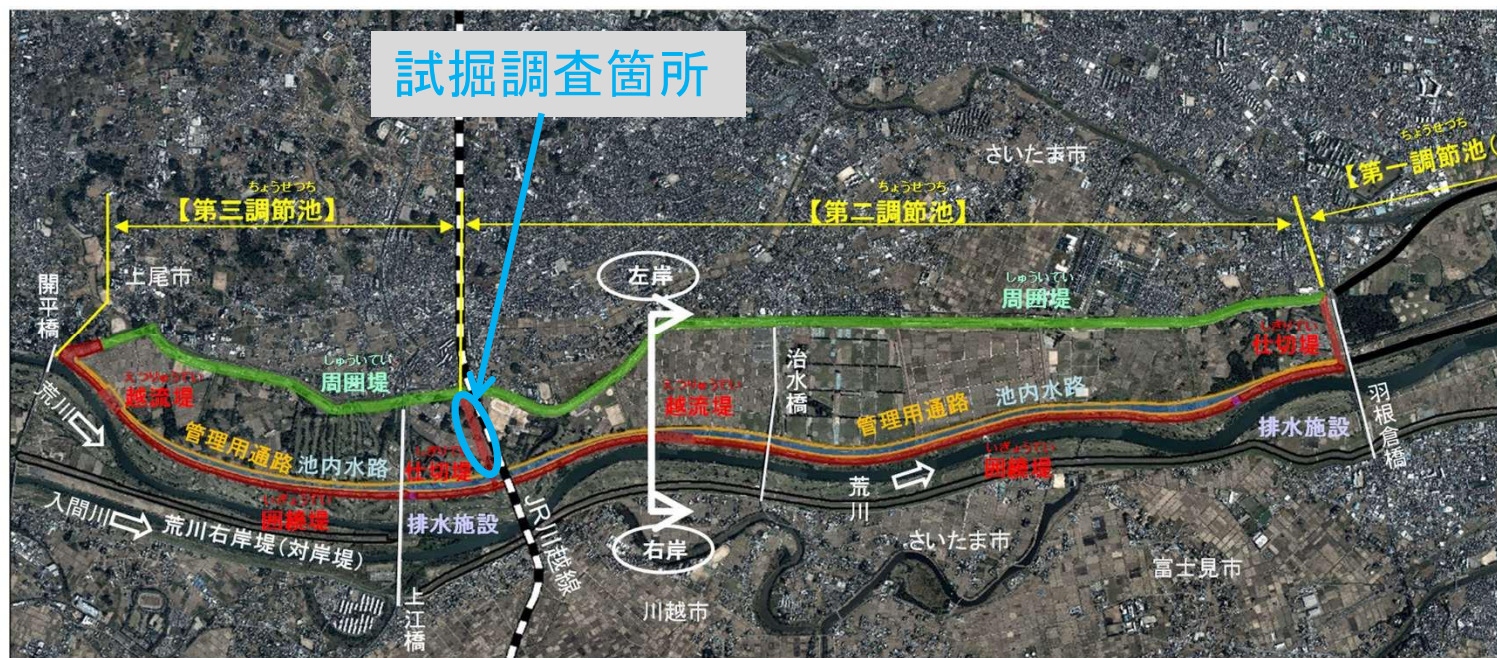 試掘調査箇所
さいたま市
ちょうせつち
【第一調節池(
ちょうせつち
【第三調節池】
ちょうせつち
【第二調節池】
上尾市
開平橋
左岸
しゅういてい
周囲堤
しゅういてい
周囲堤
しきりてい
仕切堤
えつりゅうてい
越流堤
えつりゅうてい
越流堤
治水橋
荒川
管理用通路
池内水路
管理用通路
池内水路
しきりてい
仕切堤
排水施設
羽根倉橋
いぎょうてい
囲繞堤
いぎょうてい
囲繞堤
排水施設
荒川
入間川
荒川右岸堤(対岸堤)
JR川越線
右岸
さいたま市
富士見市
川越市
上江橋